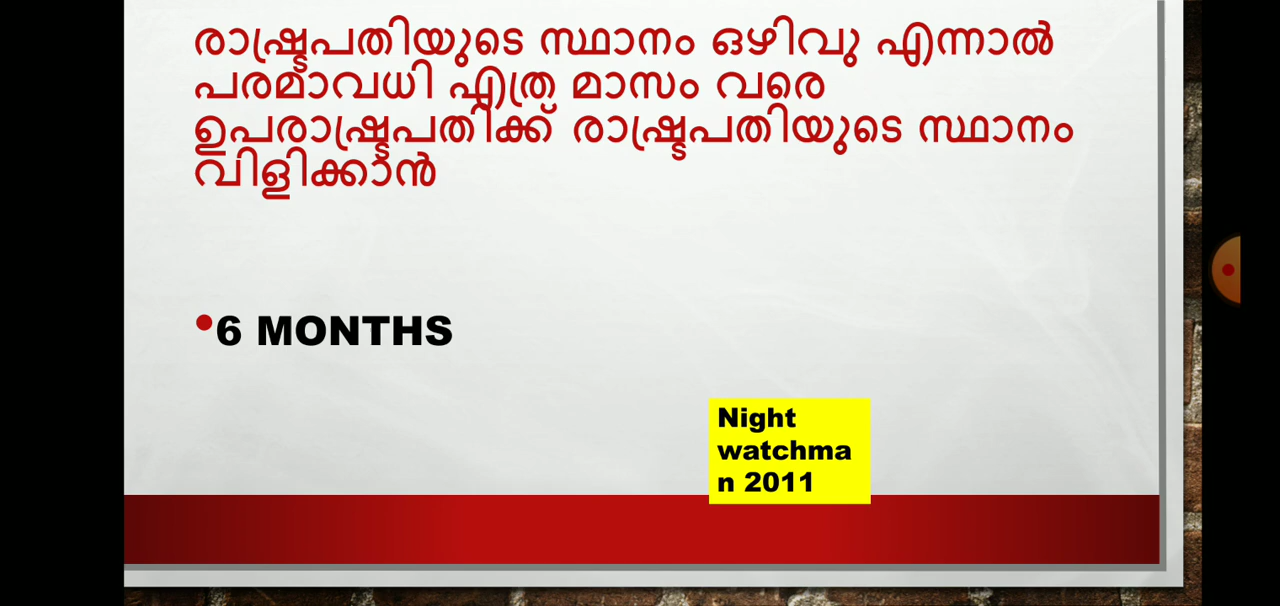 രാഷ്ട്രപതിയുടെ സ്ഥാനം ഒഴിവു എന്നാൽ
പരമാവധി എത്ര മാസം വരെ
ഉപരാഷ്ട്രപതിക്ക് രാഷ്ട്രപതിയുടെ സ്ഥാനം
വിളിക്കാൻ
•6 MONTHS
Night
watchma
n 2011